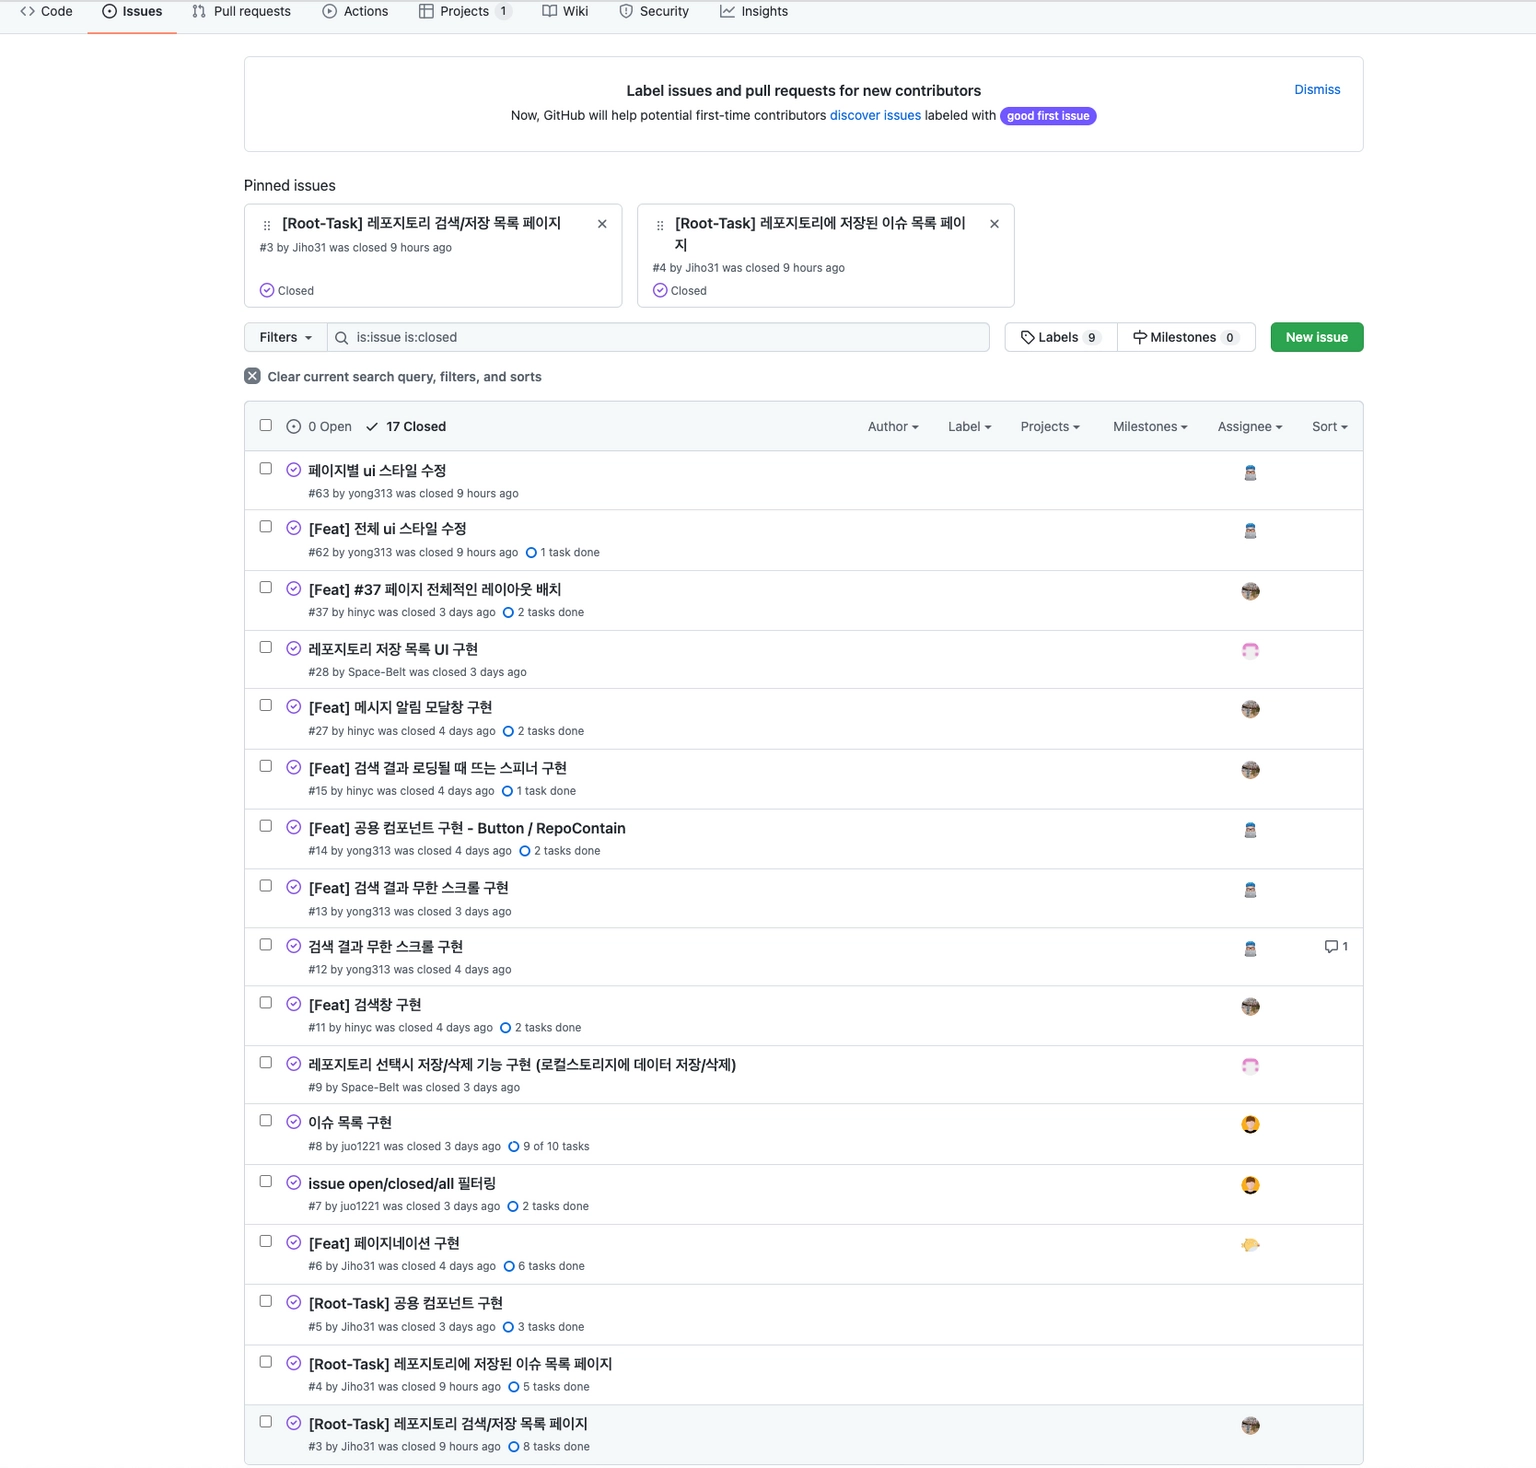 Code Issues Pull requests Actions Projects 1 Wiki Security Insights
Label issues and pull requests for new contributors
Dismiss
Now, GitHub will help potential first-time contributors discover issues labeled with good first issue
Pinned issues
[Root-Task] 레포지토리 검색/저장 목록 페이지
#3 by Jiho31 was closed 9 hours ago
Closed
[Root-Task] 레포지토리에 저장된 이슈 목록 페이
지
#4 by Jiho31 was closed 9 hours ago
Closed
Filters is:issue is:closed Labels 9 Milestones 0 New issue
Clear current search query, filters, and sorts
0 Open 17 Closed Author Label Projects Milestones Assignee Sort
페이지별 ui 스타일 수정
#63 by yong313 was closed 9 hours ago
[Feat] 전체 ui 스타일 수정
#62 by yong313 was closed 9 hours ago 1 task done
[Feat] #37 페이지 전체적인 레이아웃 배치
#37 by hinyc was closed 3 days ago 2 tasks done
레포지토리 저장 목록 UI 구현
#28 by Space-Belt was closed 3 days ago
[Feat] 메시지 알림 모달창 구현
#27 by hinyc was closed 4 days ago 2 tasks done
[Feat] 검색 결과 로딩될 때 뜨는 스피너 구현
#15 by hinyc was closed 4 days ago 1 task done
[Feat] 공용 컴포넌트 구현 - Button / RepoContain
#14 by yong313 was closed 4 days ago 2 tasks done
[Feat] 검색 결과 무한 스크롤 구현
#13 by yong313 was closed 3 days ago
검색 결과 무한 스크롤 구현 1
#12 by yong313 was closed 4 days ago
[Feat] 검색창 구현
#11 by hinyc was closed 4 days ago 2 tasks done
레포지토리 선택시 저장/삭제 기능 구현 (로컬스토리지에 데이터 저장/삭제)
#9 by Space-Belt was closed 3 days ago
이슈 목록 구현
#8 by juo1221 was closed 3 days ago 9 of 10 tasks
issue open/closed/all 필터링
#7 by juo1221 was closed 3 days ago 2 tasks done
[Feat] 페이지네이션 구현
#6 by Jiho31 was closed 4 days ago 6 tasks done
[Root-Task] 공용 컴포넌트 구현
#5 by Jiho31 was closed 3 days ago 3 tasks done
[Root-Task] 레포지토리에 저장된 이슈 목록 페이지
#4 by Jiho31 was closed 9 hours ago 5 tasks done
[Root-Task] 레포지토리 검색/저장 목록 페이지
#3 by Jiho31 was closed 9 hours ago 8 tasks done